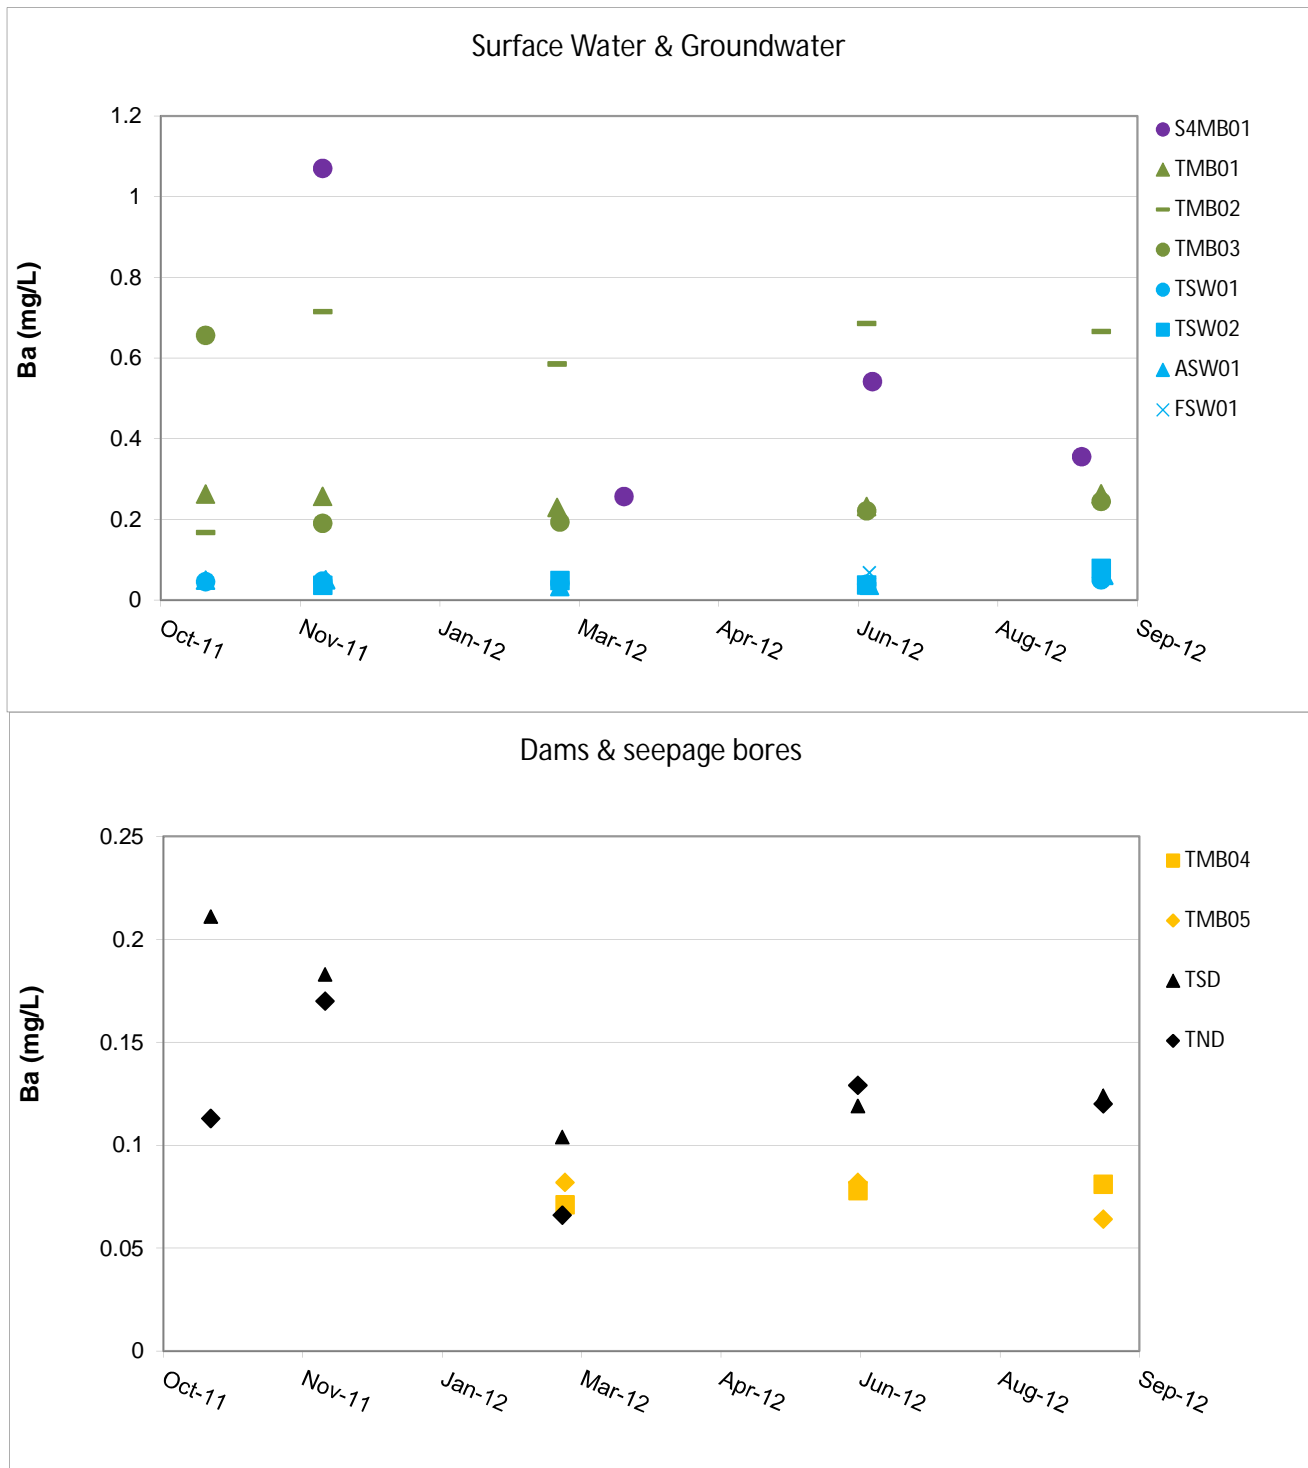 Surface Water & Groundwater
Ba (mg/L)
1.2
1
0.8
0.6
0.4
0.2
0
Oct-11
Nov-11
Jan-12
Mar-12
Apr-12
Jun-12
Aug-12
Sep-12
S4MB01
TMB01
TMB02
TMB03
TSW01
TSW02
ASW01
FSW01
Dams & seepage bores
Ba (mg/L)
0.25
0.2
0.15
0.1
0.05
0
Oct-11
Nov-11
Jan-12
Mar-12
Apr-12
Jun-12
Aug-12
Sep-12
TMB04
TMB05
TSD
TND